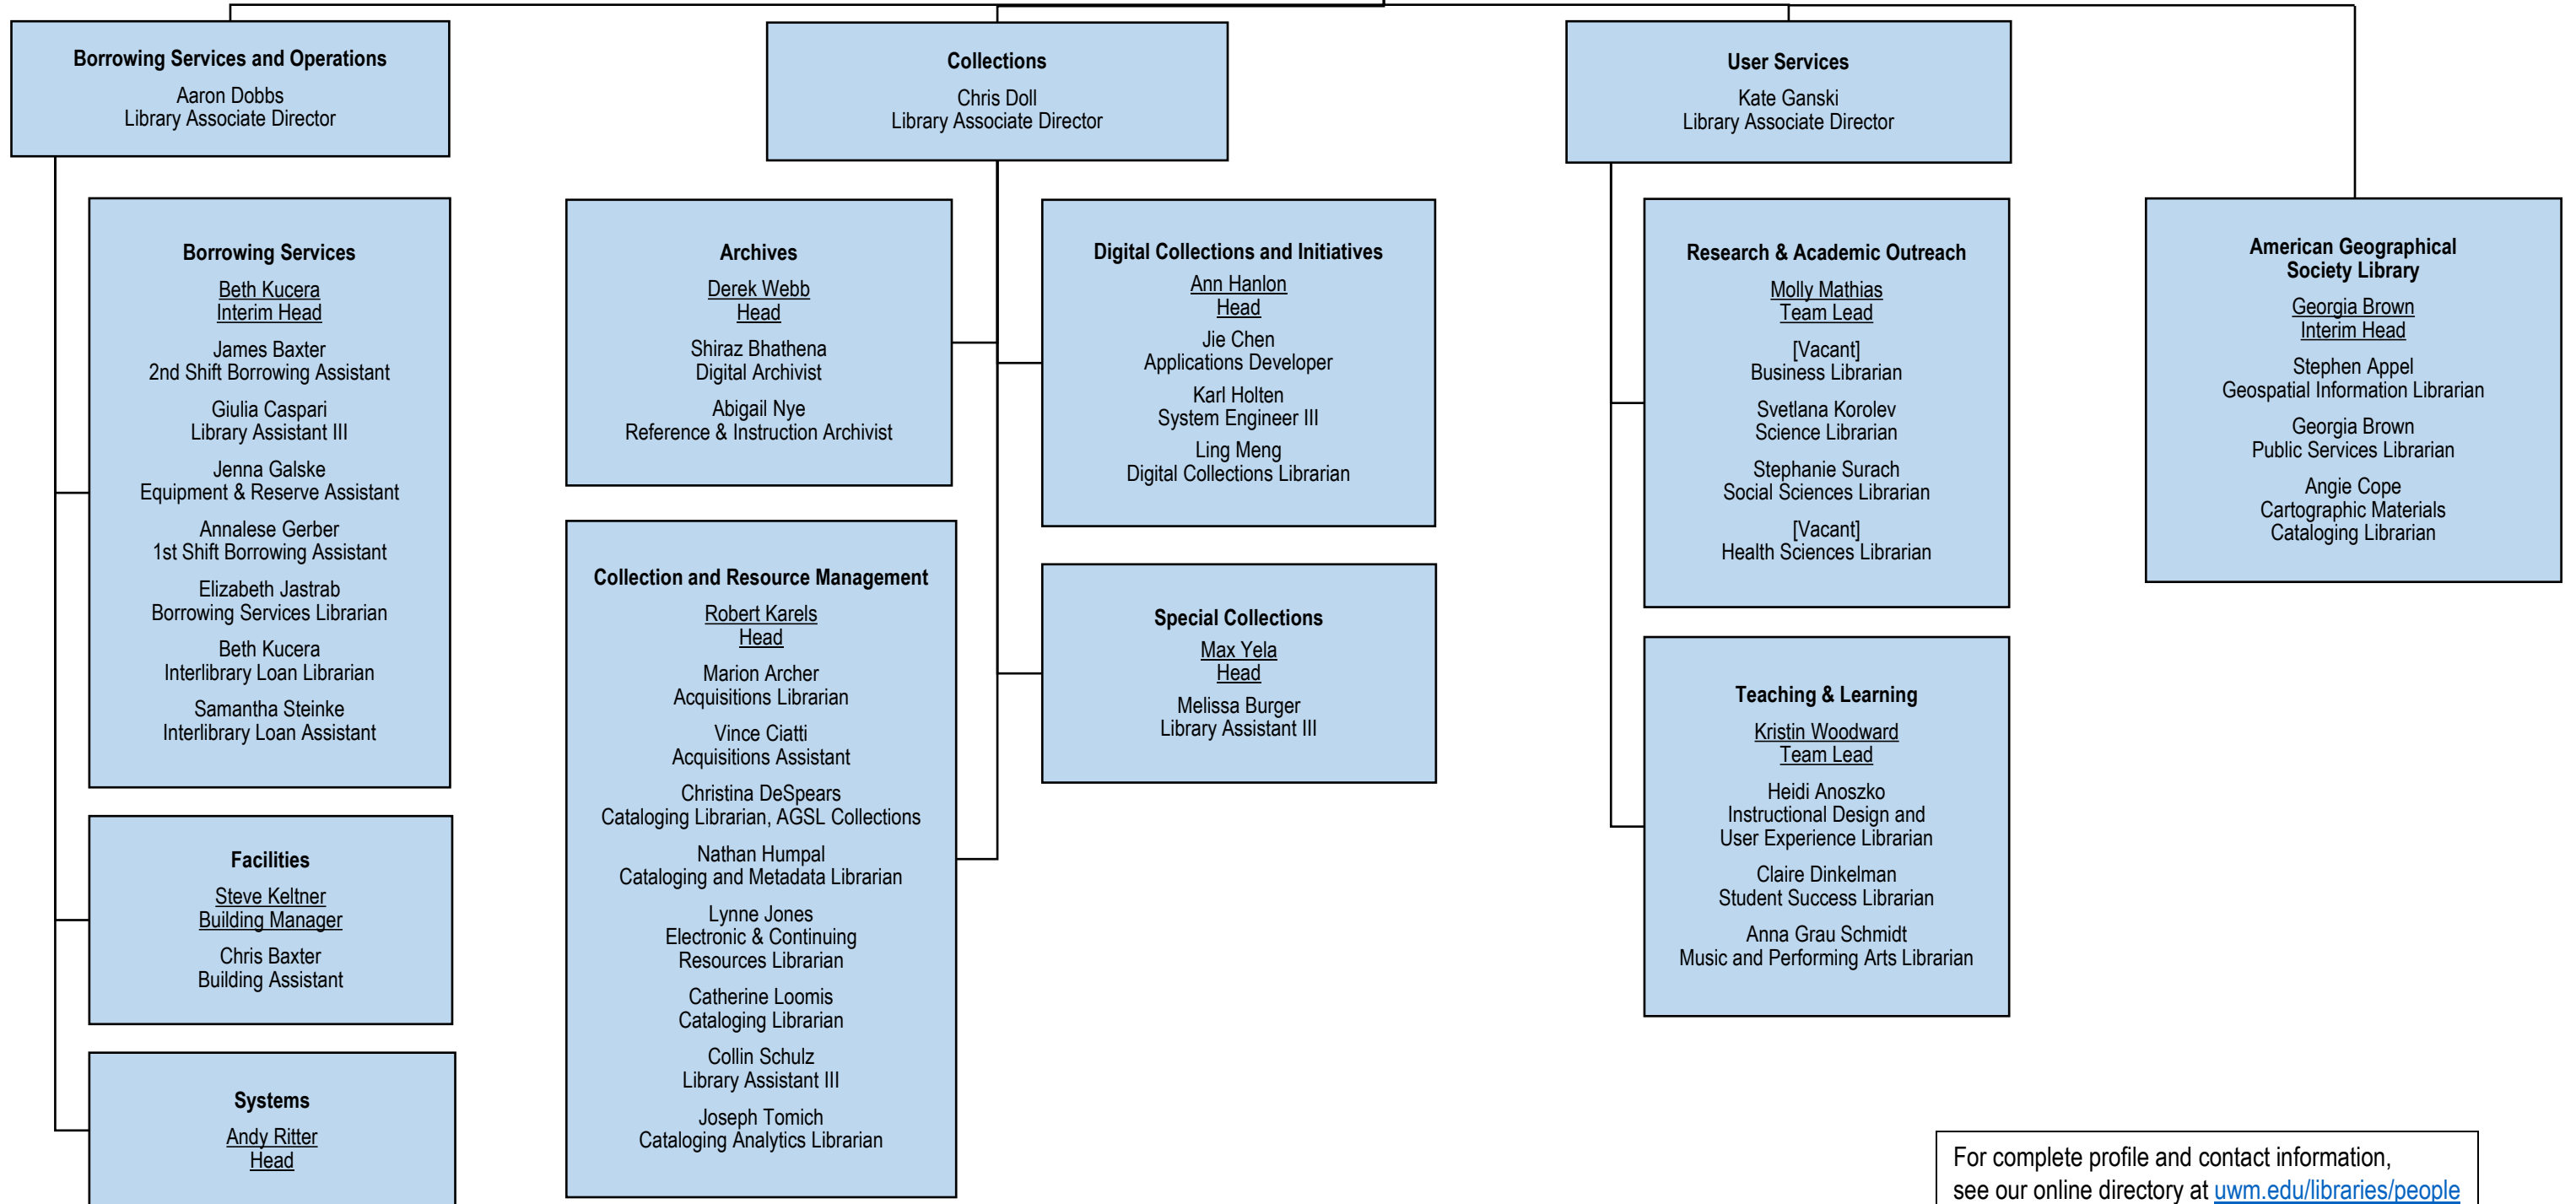 Borrowing Services and Operations
Aaron Dobbs
Library Associate Director
Collections
Chris Doll
Library Associate Director
User Services
Kate Ganski
Library Associate Director
Borrowing Services
Beth Kucera
Interim Head
James Baxter
2nd Shift Borrowing Assistant
Giulia Caspari
Library Assistant III
Jenna Galske
Equipment & Reserve Assistant
Annalese Gerber
1st Shift Borrowing Assistant
Elizabeth Jastrab
Borrowing Services Librarian
Beth Kucera
Interlibrary Loan Librarian
Samantha Steinke
Interlibrary Loan Assistant
Facilities
Steve Keltner
Building Manager
Chris Baxter
Building Assistant
Systems
Andy Ritter
Head
Archives
Derek Webb
Head
Shiraz Bhathena
Digital Archivist
Abigail Nye
Reference & Instruction Archivist
Collection and Resource Management
Robert Karels
Head
Marion Archer
Acquisitions Librarian
Vince Ciatti
Acquisitions Assistant
Christina DeSpears
Cataloging Librarian, AGSL Collections
Nathan Humpal
Cataloging and Metadata Librarian
Lynne Jones
Electronic & Continuing
Resources Librarian
Catherine Loomis
Cataloging Librarian
Collin Schulz
Library Assistant III
Joseph Tomich
Cataloging Analytics Librarian
Digital Collections and Initiatives
Ann Hanlon
Head
Jie Chen
Applications Developer
Karl Holten
System Engineer III
Ling Meng
Digital Collections Librarian
Special Collections
Max Yela
Head
Melissa Burger
Library Assistant III
Research & Academic Outreach
Molly Mathias
Team Lead
[Vacant]
Business Librarian
Svetlana Korolev
Science Librarian
Stephanie Surach
Social Sciences Librarian
[Vacant]
Health Sciences Librarian
Teaching & Learning
Kristin Woodward
Team Lead
Heidi Anoszko
Instructional Design and
User Experience Librarian
Claire Dinkelman
Student Success Librarian
Anna Grau Schmidt
Music and Performing Arts Librarian
American Geographical
Society Library
Georgia Brown
Interim Head
Stephen Appel
Geospatial Information Librarian
Georgia Brown
Public Services Librarian
Angie Cope
Cartographic Materials
Cataloging Librarian
For complete profile and contact information,
see our online directory at uwm.edu/libraries/people